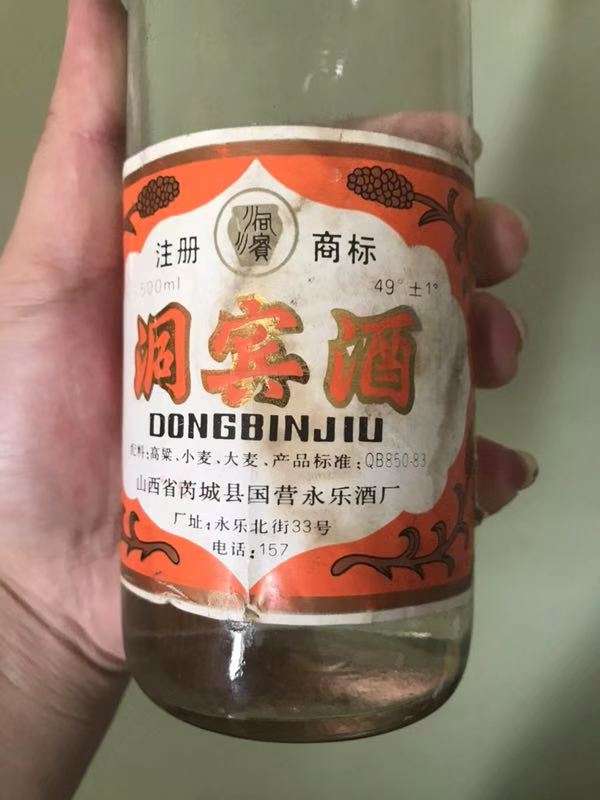 注册 洞賓 商标
500ml 49°±1°
洞宾酒
DONGBINJIU
配料:高粱、小麦、大麦、产品标准:QB850-83
山西省芮城县国营永乐酒厂
厂址:永乐北街33号
电话:157